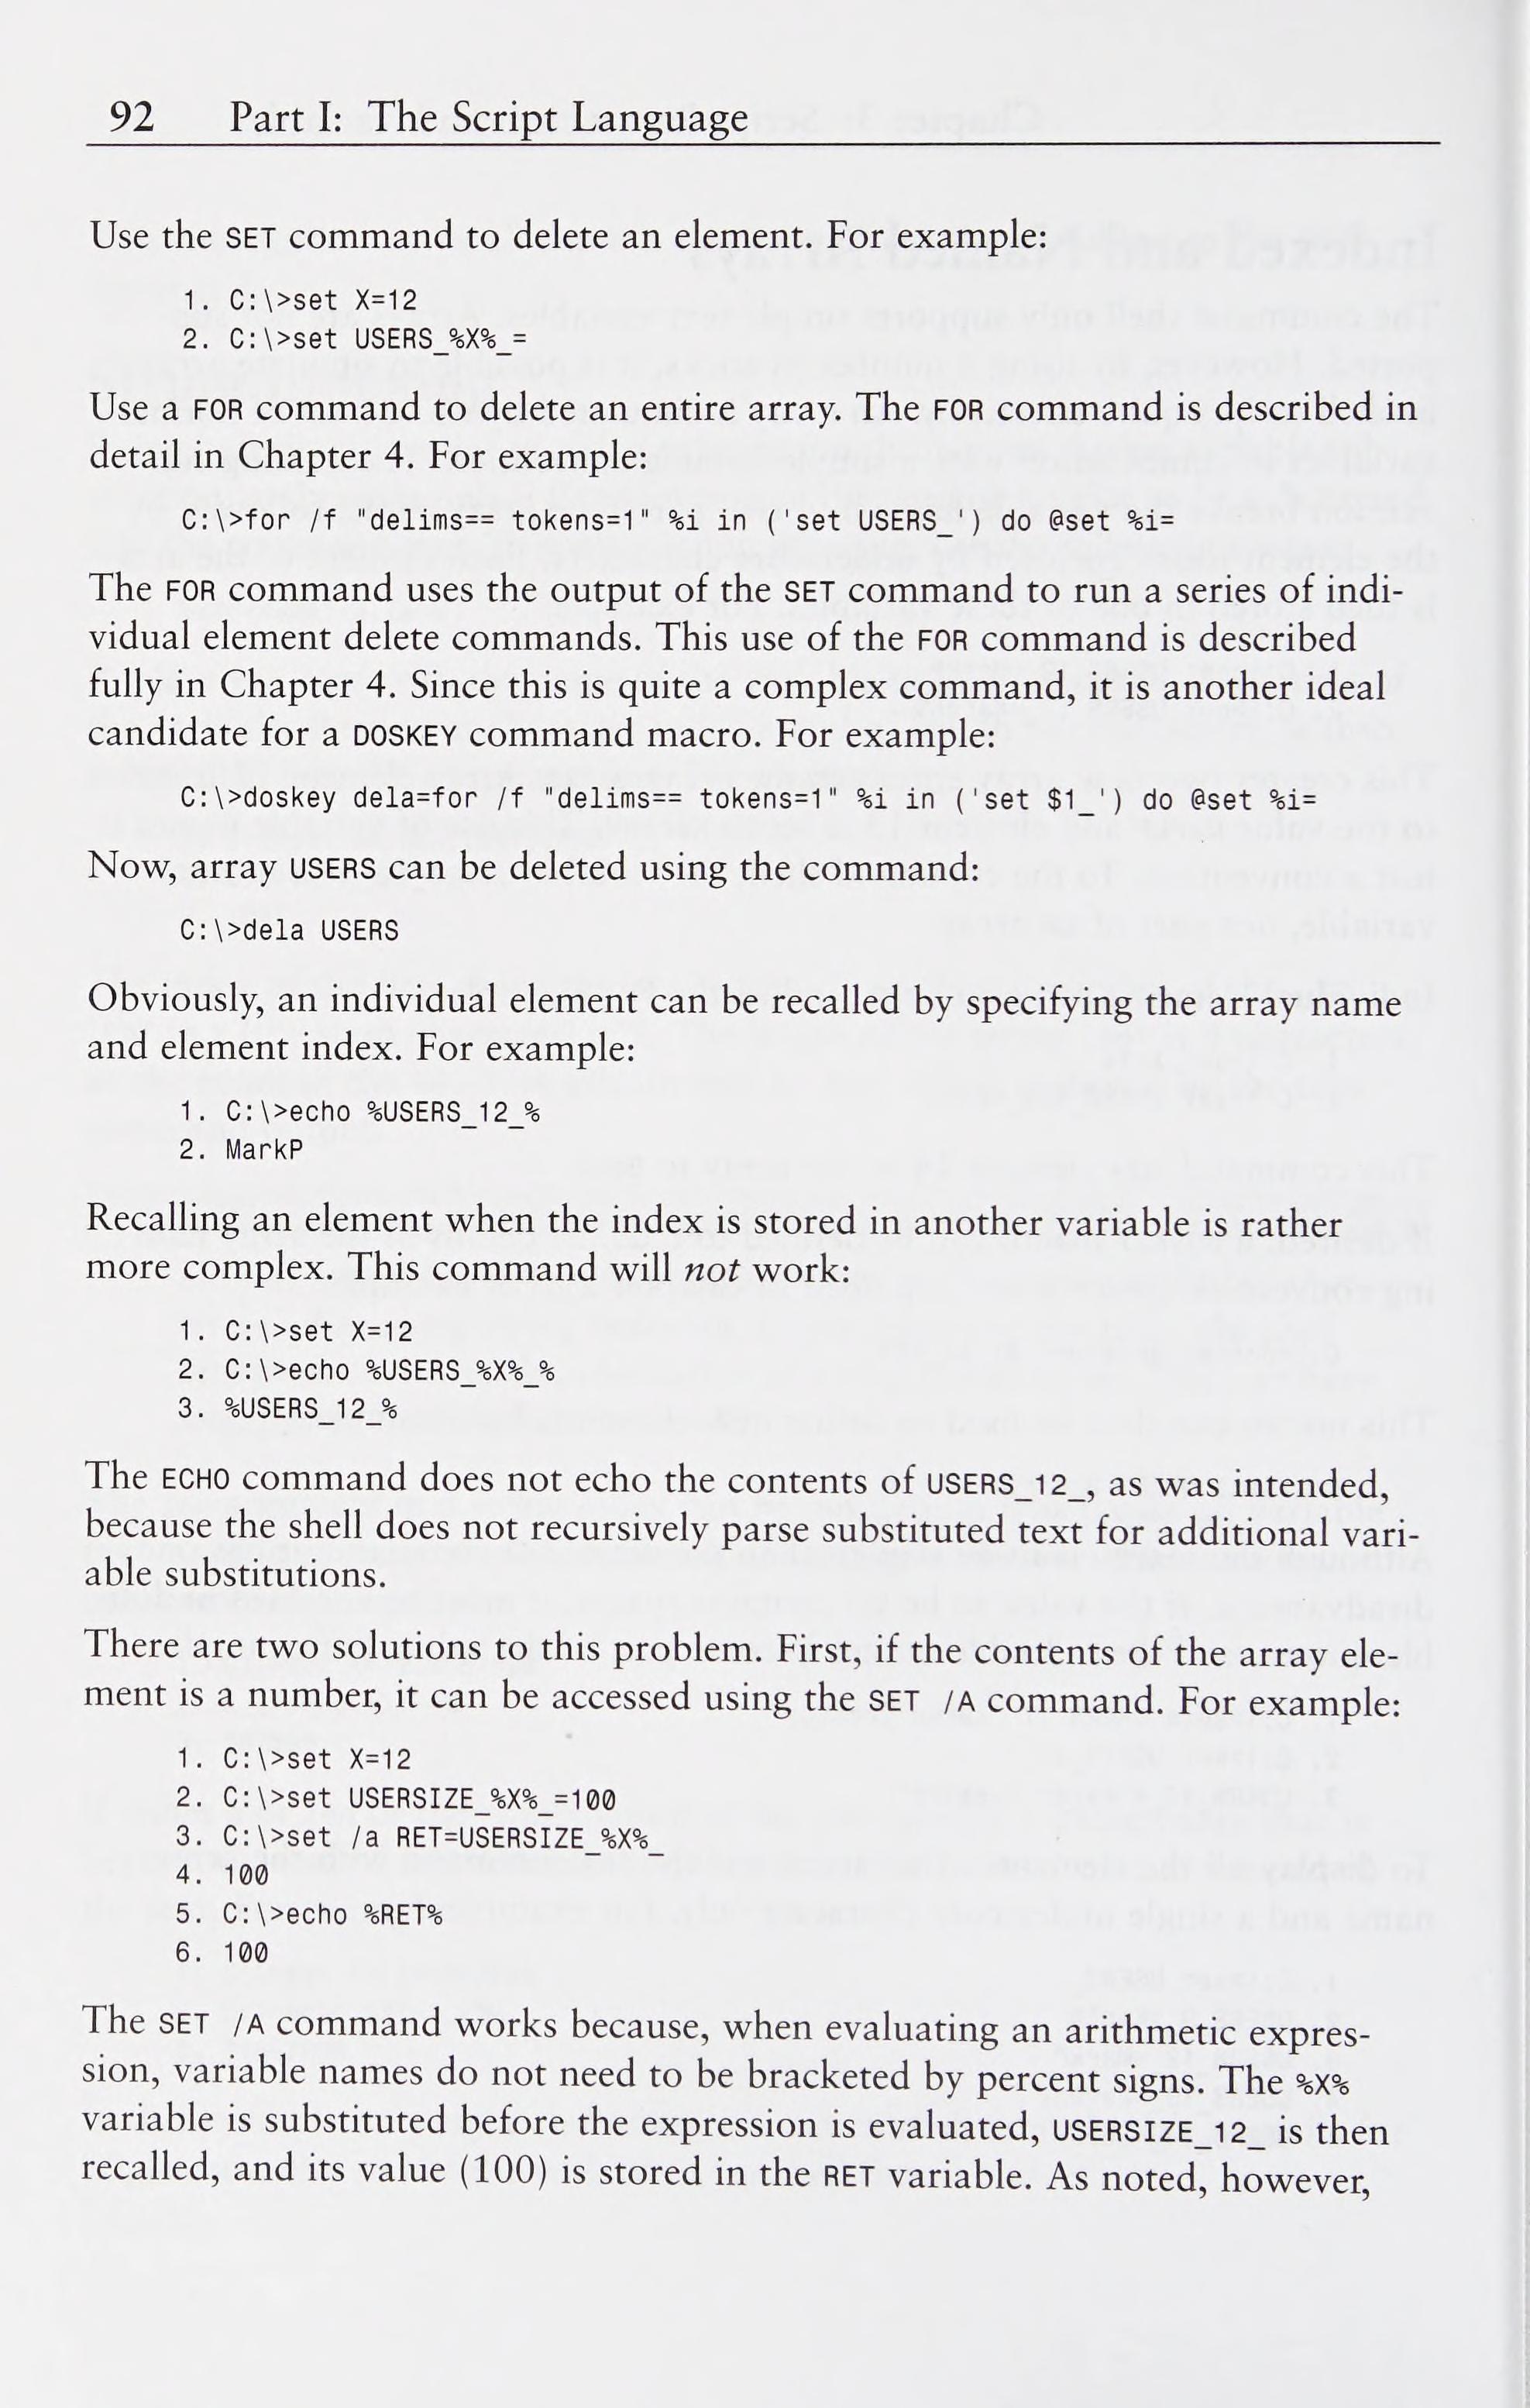 92 Part I: The Script Language
Use the SET command to delete an element. For example:
1. C:\>set X=12
2. C:\>set USERS_%X%_=
Use a FOR command to delete an entire array. The FOR command is described in
detail in Chapter 4. For example:
C:\>for /f "delims== tokens=1" %i in ('set USERS_') do @set %i=
The FOR command uses the output of the SET command to run a series of indi-
vidual element delete commands. This use of the FOR command is described
fully in Chapter 4. Since this is quite a complex command, it is another ideal
candidate for a DOSKEY command macro. For example:
C:\>doskey dela=for /f "delims== tokens=1" %i in ('set $1_') do @set %i=
Now, array USERS can be deleted using the command:
C:\>dela USERS
Obviously, an individual element can be recalled by specifying the array name
and element index. For example:
1. C:\>echo %USERS_12_%
2. MarkP
Recalling an element when the index is stored in another variable is rather
more complex. This command will not work:
1. C:\>set X=12
2. C:\>echo %USERS_%X%_%
3. %USERS_12_%
The ECHO command does not echo the contents of USERS_12_, as was intended,
because the shell does not recursively parse substituted text for additional vari-
able substitutions.
There are two solutions to this problem. First, if the contents of the array ele-
ment is a number, it can be accessed using the SET /A command. For example:
1. C:\>set X=12
2. C:\>set USERSIZE_%X%_=100
3. C:\>set /a RET=USERSIZE_%X%_
4. 100
5. C:\>echo %RET%
6. 100
The SET /A command works because, when evaluating an arithmetic expres-
sion, variable names do not need to be bracketed by percent signs. The %X%
variable is substituted before the expression is evaluated, USERSIZE_12_ is then
recalled, and its value (100) is stored in the RET variable. As noted, however,